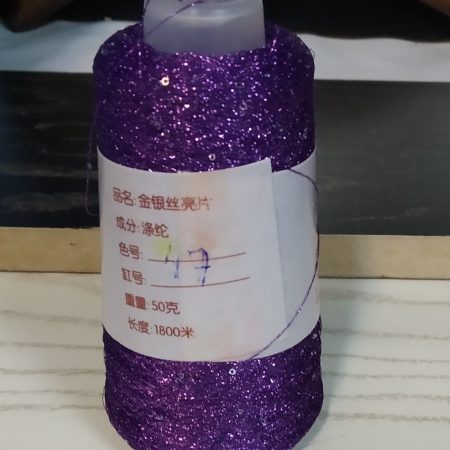 品名:金银丝亮片
成分:涤纶
色号: 47
缸号:
重量:50克
长度:1800米